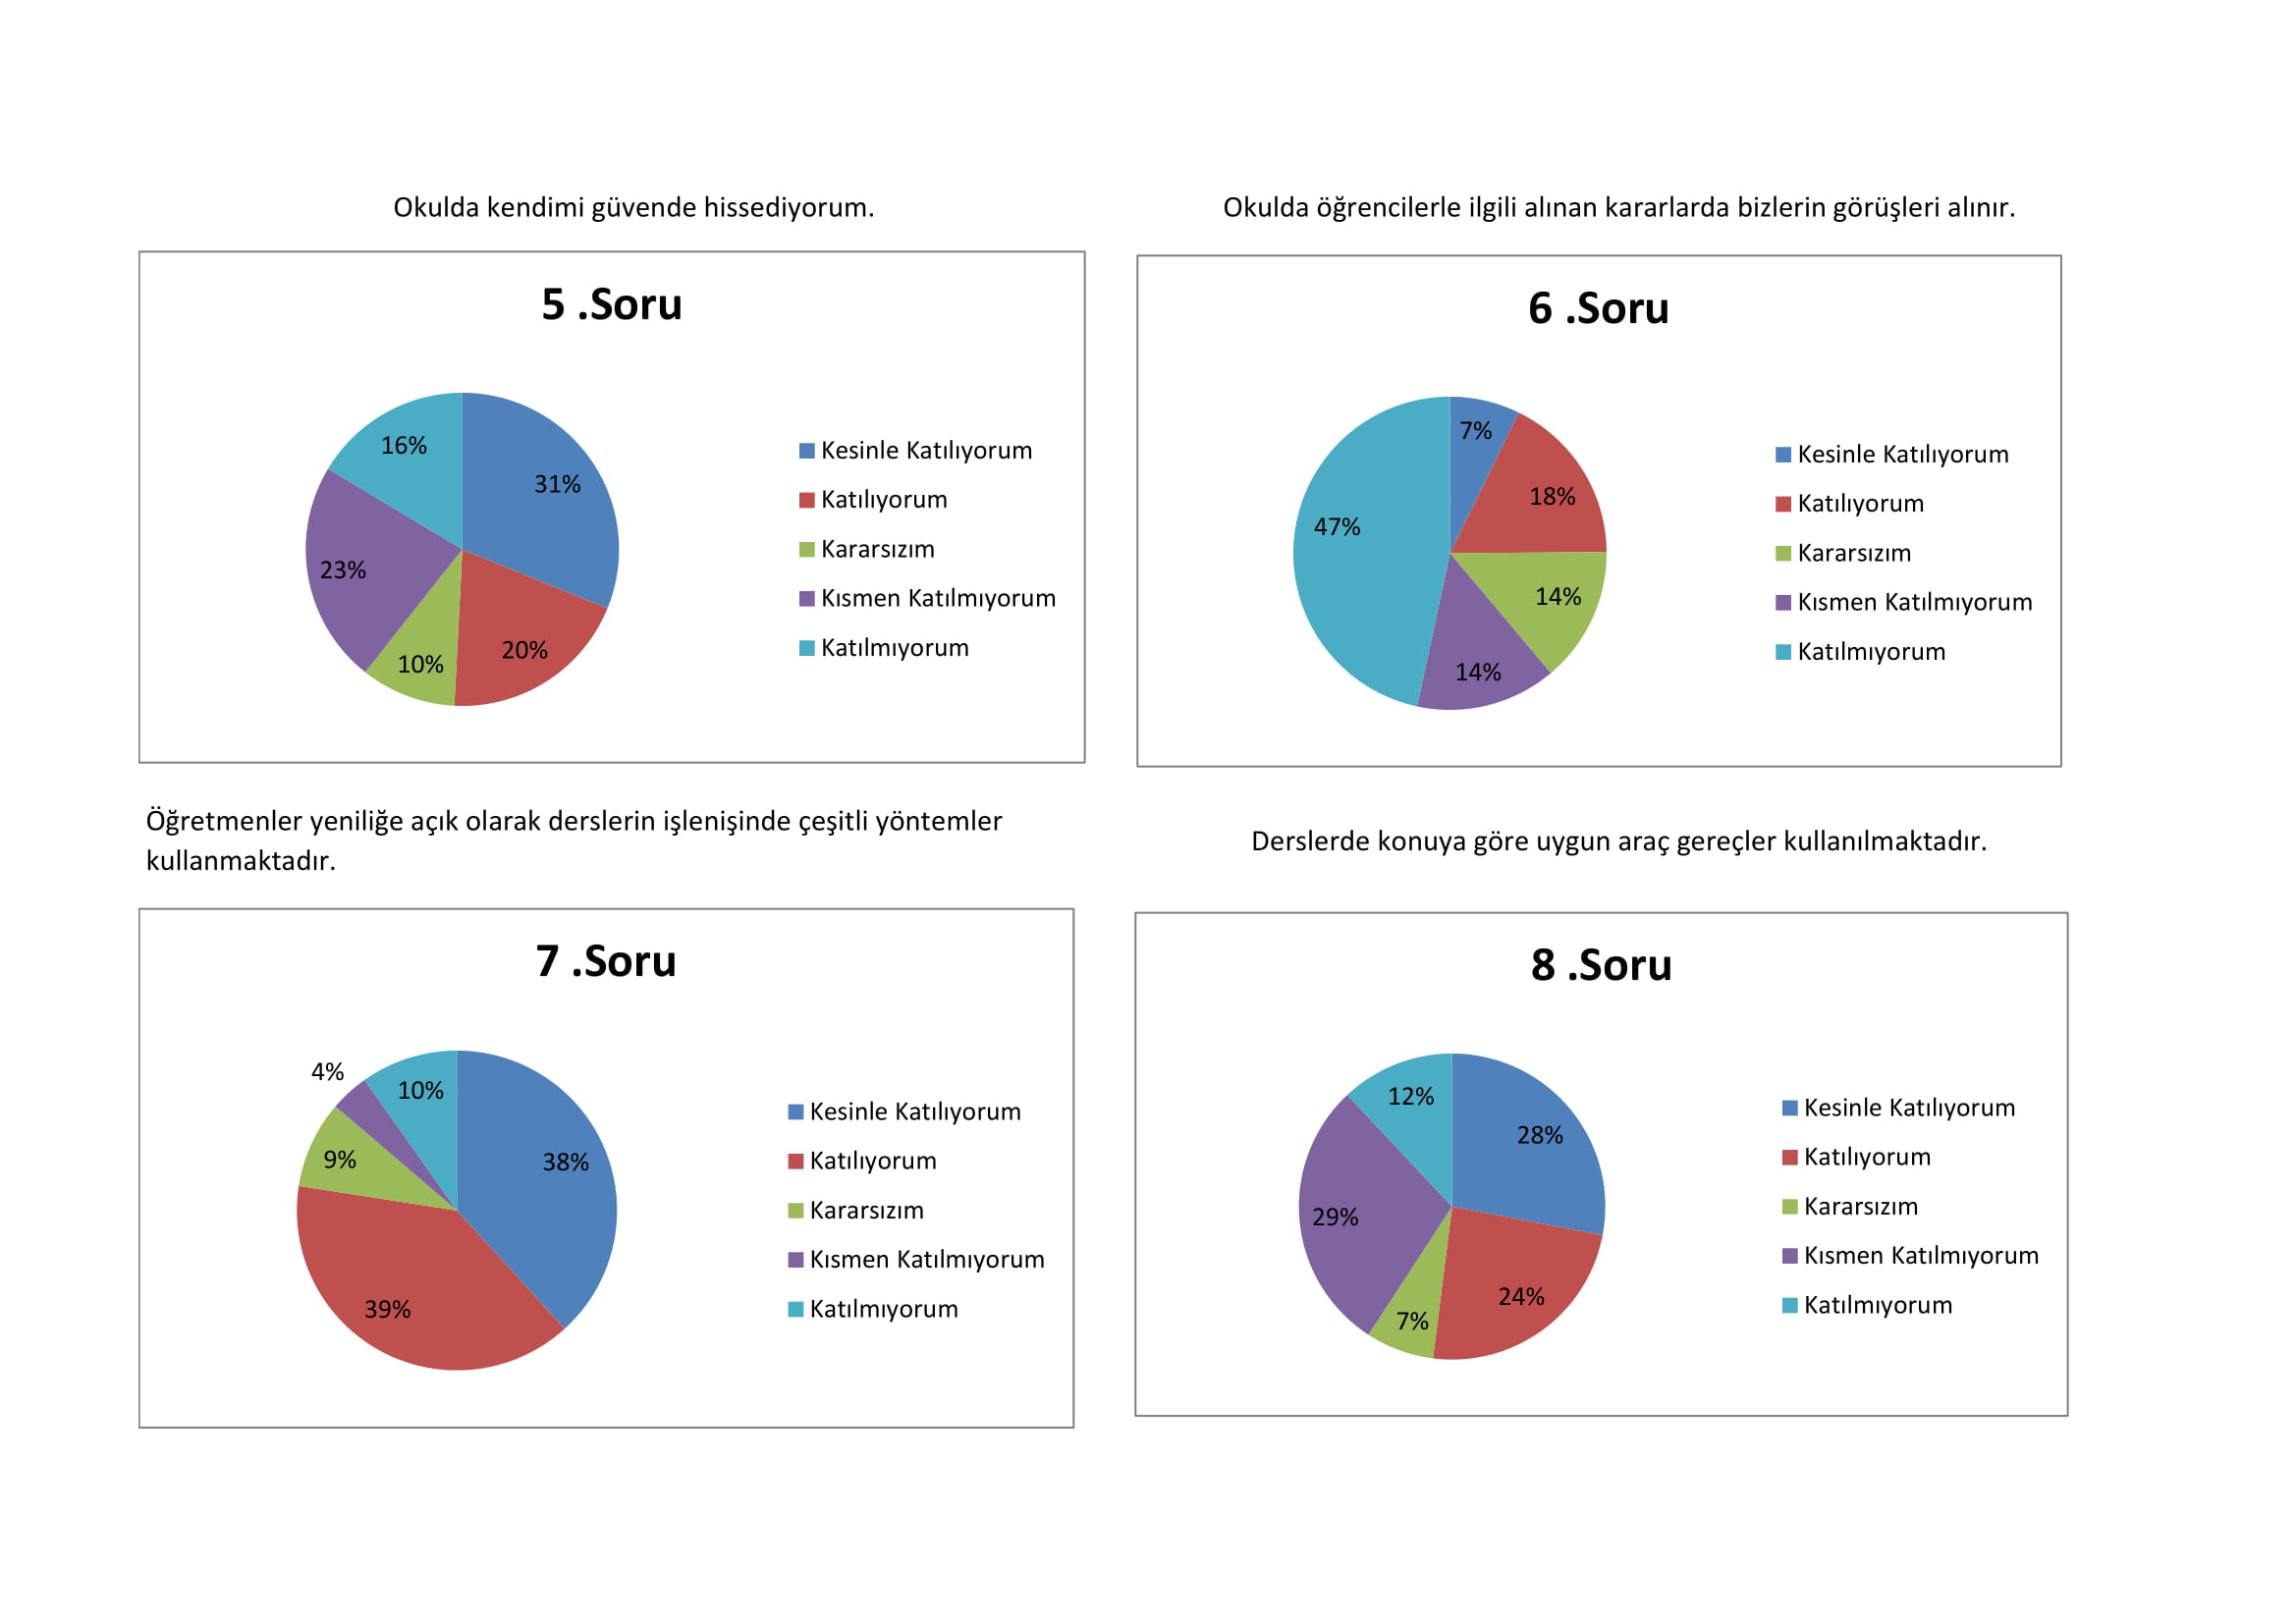 Okulda kendimi güvende hissediyorum.
Okulda öğrencilerle ilgili alınan kararlarda bizlerin görüşleri alınır.
5 .Soru
31%
20%
10%
23%
16%
Kesinle Katılıyorum
Katılıyorum
Kararsızım
Kısmen Katılmıyorum
Katılmıyorum
6 .Soru
7%
18%
14%
14%
47%
Kesinle Katılıyorum
Katılıyorum
Kararsızım
Kısmen Katılmıyorum
Katılmıyorum
Öğretmenler yeniliğe açık olarak derslerin işlenişinde çeşitli yöntemler
kullanmaktadır.
Derslerde konuya göre uygun araç gereçler kullanılmaktadır.
7 .Soru
38%
39%
9%
4%
10%
Kesinle Katılıyorum
Katılıyorum
Kararsızım
Kısmen Katılmıyorum
Katılmıyorum
8 .Soru
28%
24%
7%
29%
12%
Kesinle Katılıyorum
Katılıyorum
Kararsızım
Kısmen Katılmıyorum
Katılmıyorum